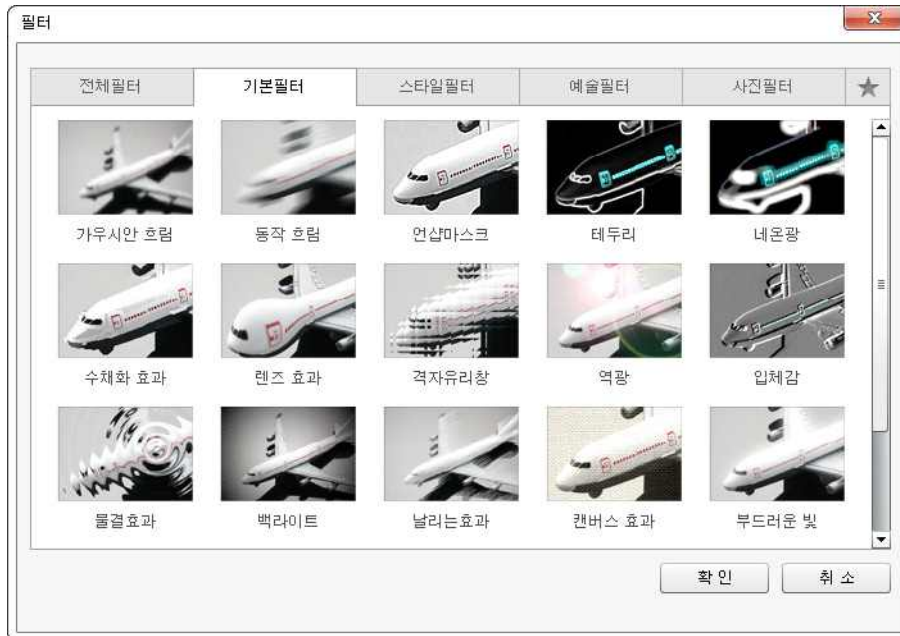 필터
전체필터 기본필터 스타일필터 예술필터 사진필터
가우시안 흐림 동작 흐림 언샵마스크 테두리 네온광
수채화 효과 렌즈 효과 격자유리창 역광 입체감
물결효과 백라이트 날리는효과 캔버스 효과 부드러운 빛
확 인 취 소